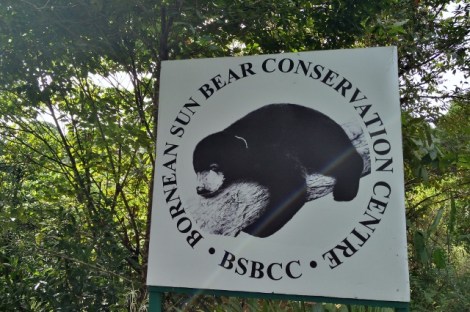 BORNEAN SUN BEAR CONSERVATION CENTRE
• BSBCC •